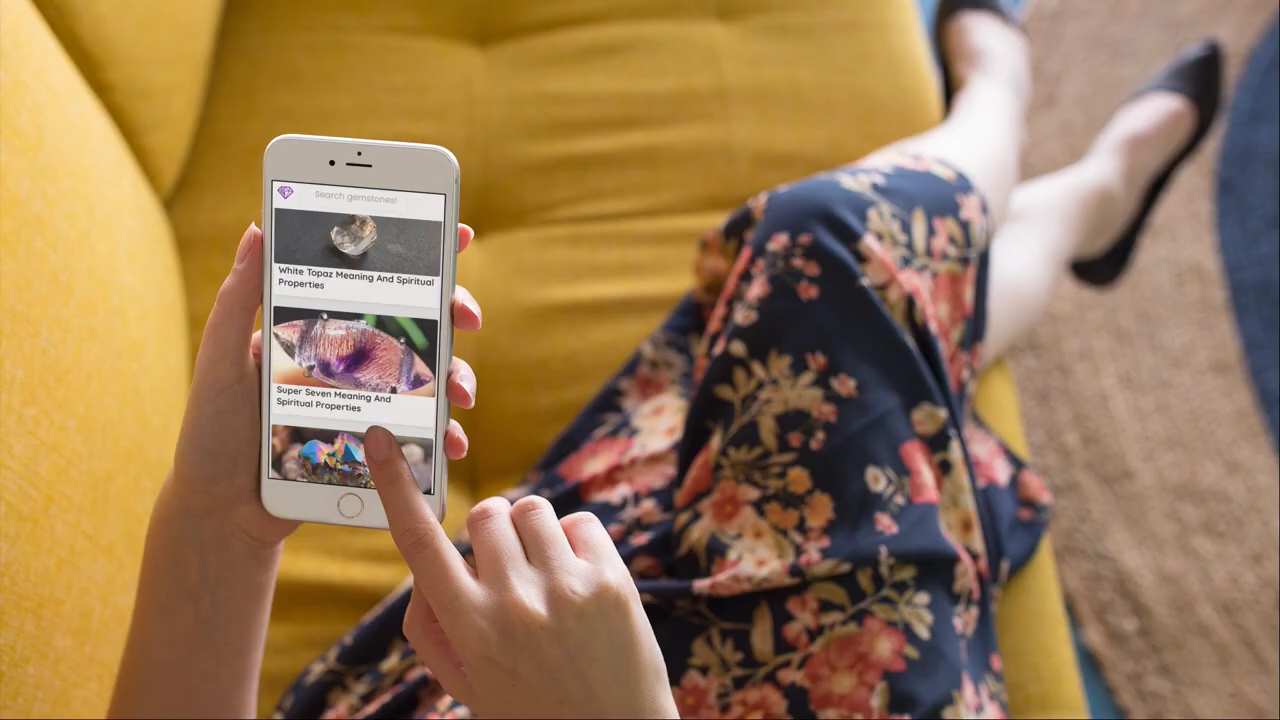 Search gemstones!
White Topaz Meaning And Spiritual
Properties
Super Seven Meaning And
Spiritual Properties